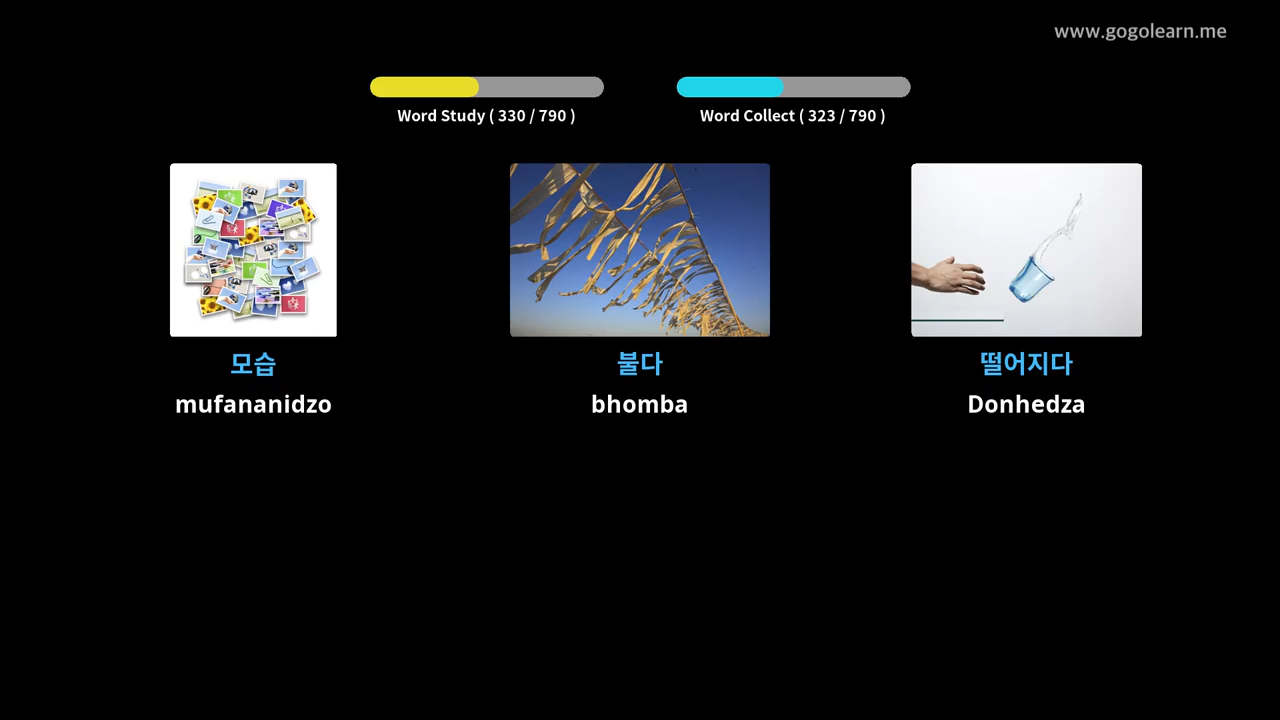 www.gogolearn.me
Word Study ( 330 / 790 )
Word Collect ( 323 / 790 )
모습
불다
떨어지다
mufananidzo
bhomba
Donhedza